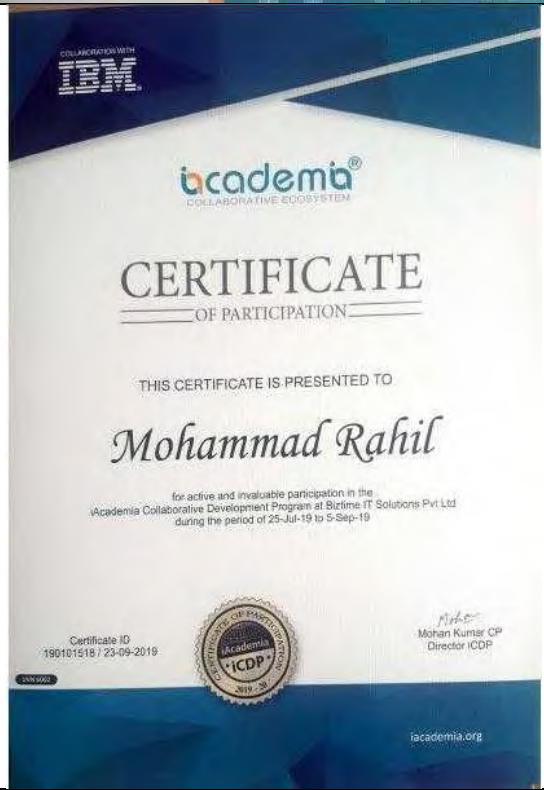 COLLABORATION WITH
IBM
iacademia®
COLLABORATIVE ECOSYSTEM
CERTIFICATE
OF PARTICIPATION
THIS CERTIFICATE IS PRESENTED TO
Mohammad Rahil
for active and invaluable participation in the
iAcademia Collaborative Development Program at Biztime IT Solutions Pvt Ltd
during the period of 25-Jul-19 to 5-Sep-19
CERTIFICATE OF PARTICIPATION
iAcademia
·iCDP·
2019 - 20
Certificate ID
190101518 / 23-09-2019
Mohan Kumar CP
Director iCDP
iacademia.org